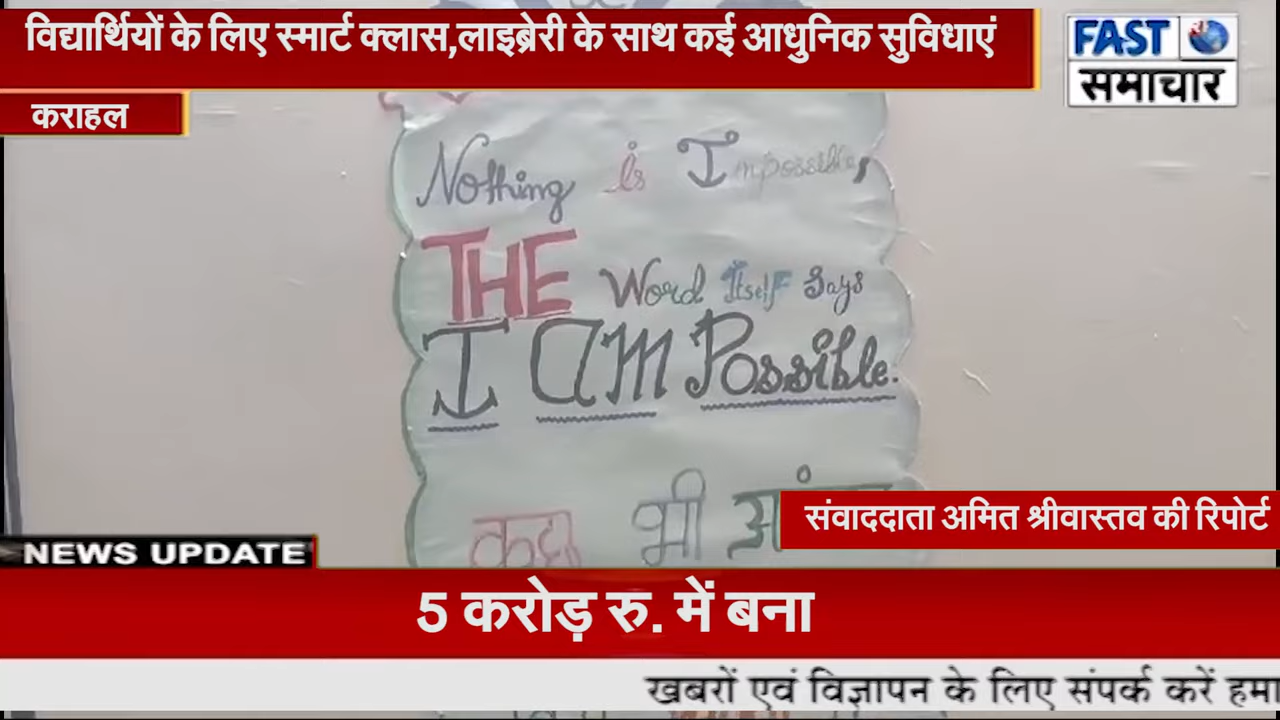 विद्यार्थियों के लिए स्मार्ट क्लास,लाइब्रेरी के साथ कई आधुनिक सुविधाएं
FAST
समाचार
कराहल
Nothing is Impossible,
THE Word Itself Says
I am Possible.
कुछ भी
संवाददाता अमित श्रीवास्तव की रिपोर्ट
NEWS UPDATE
5 करोड़ रु. में बना
खबरों एवं विज्ञापन के लिए संपर्क करें हमा